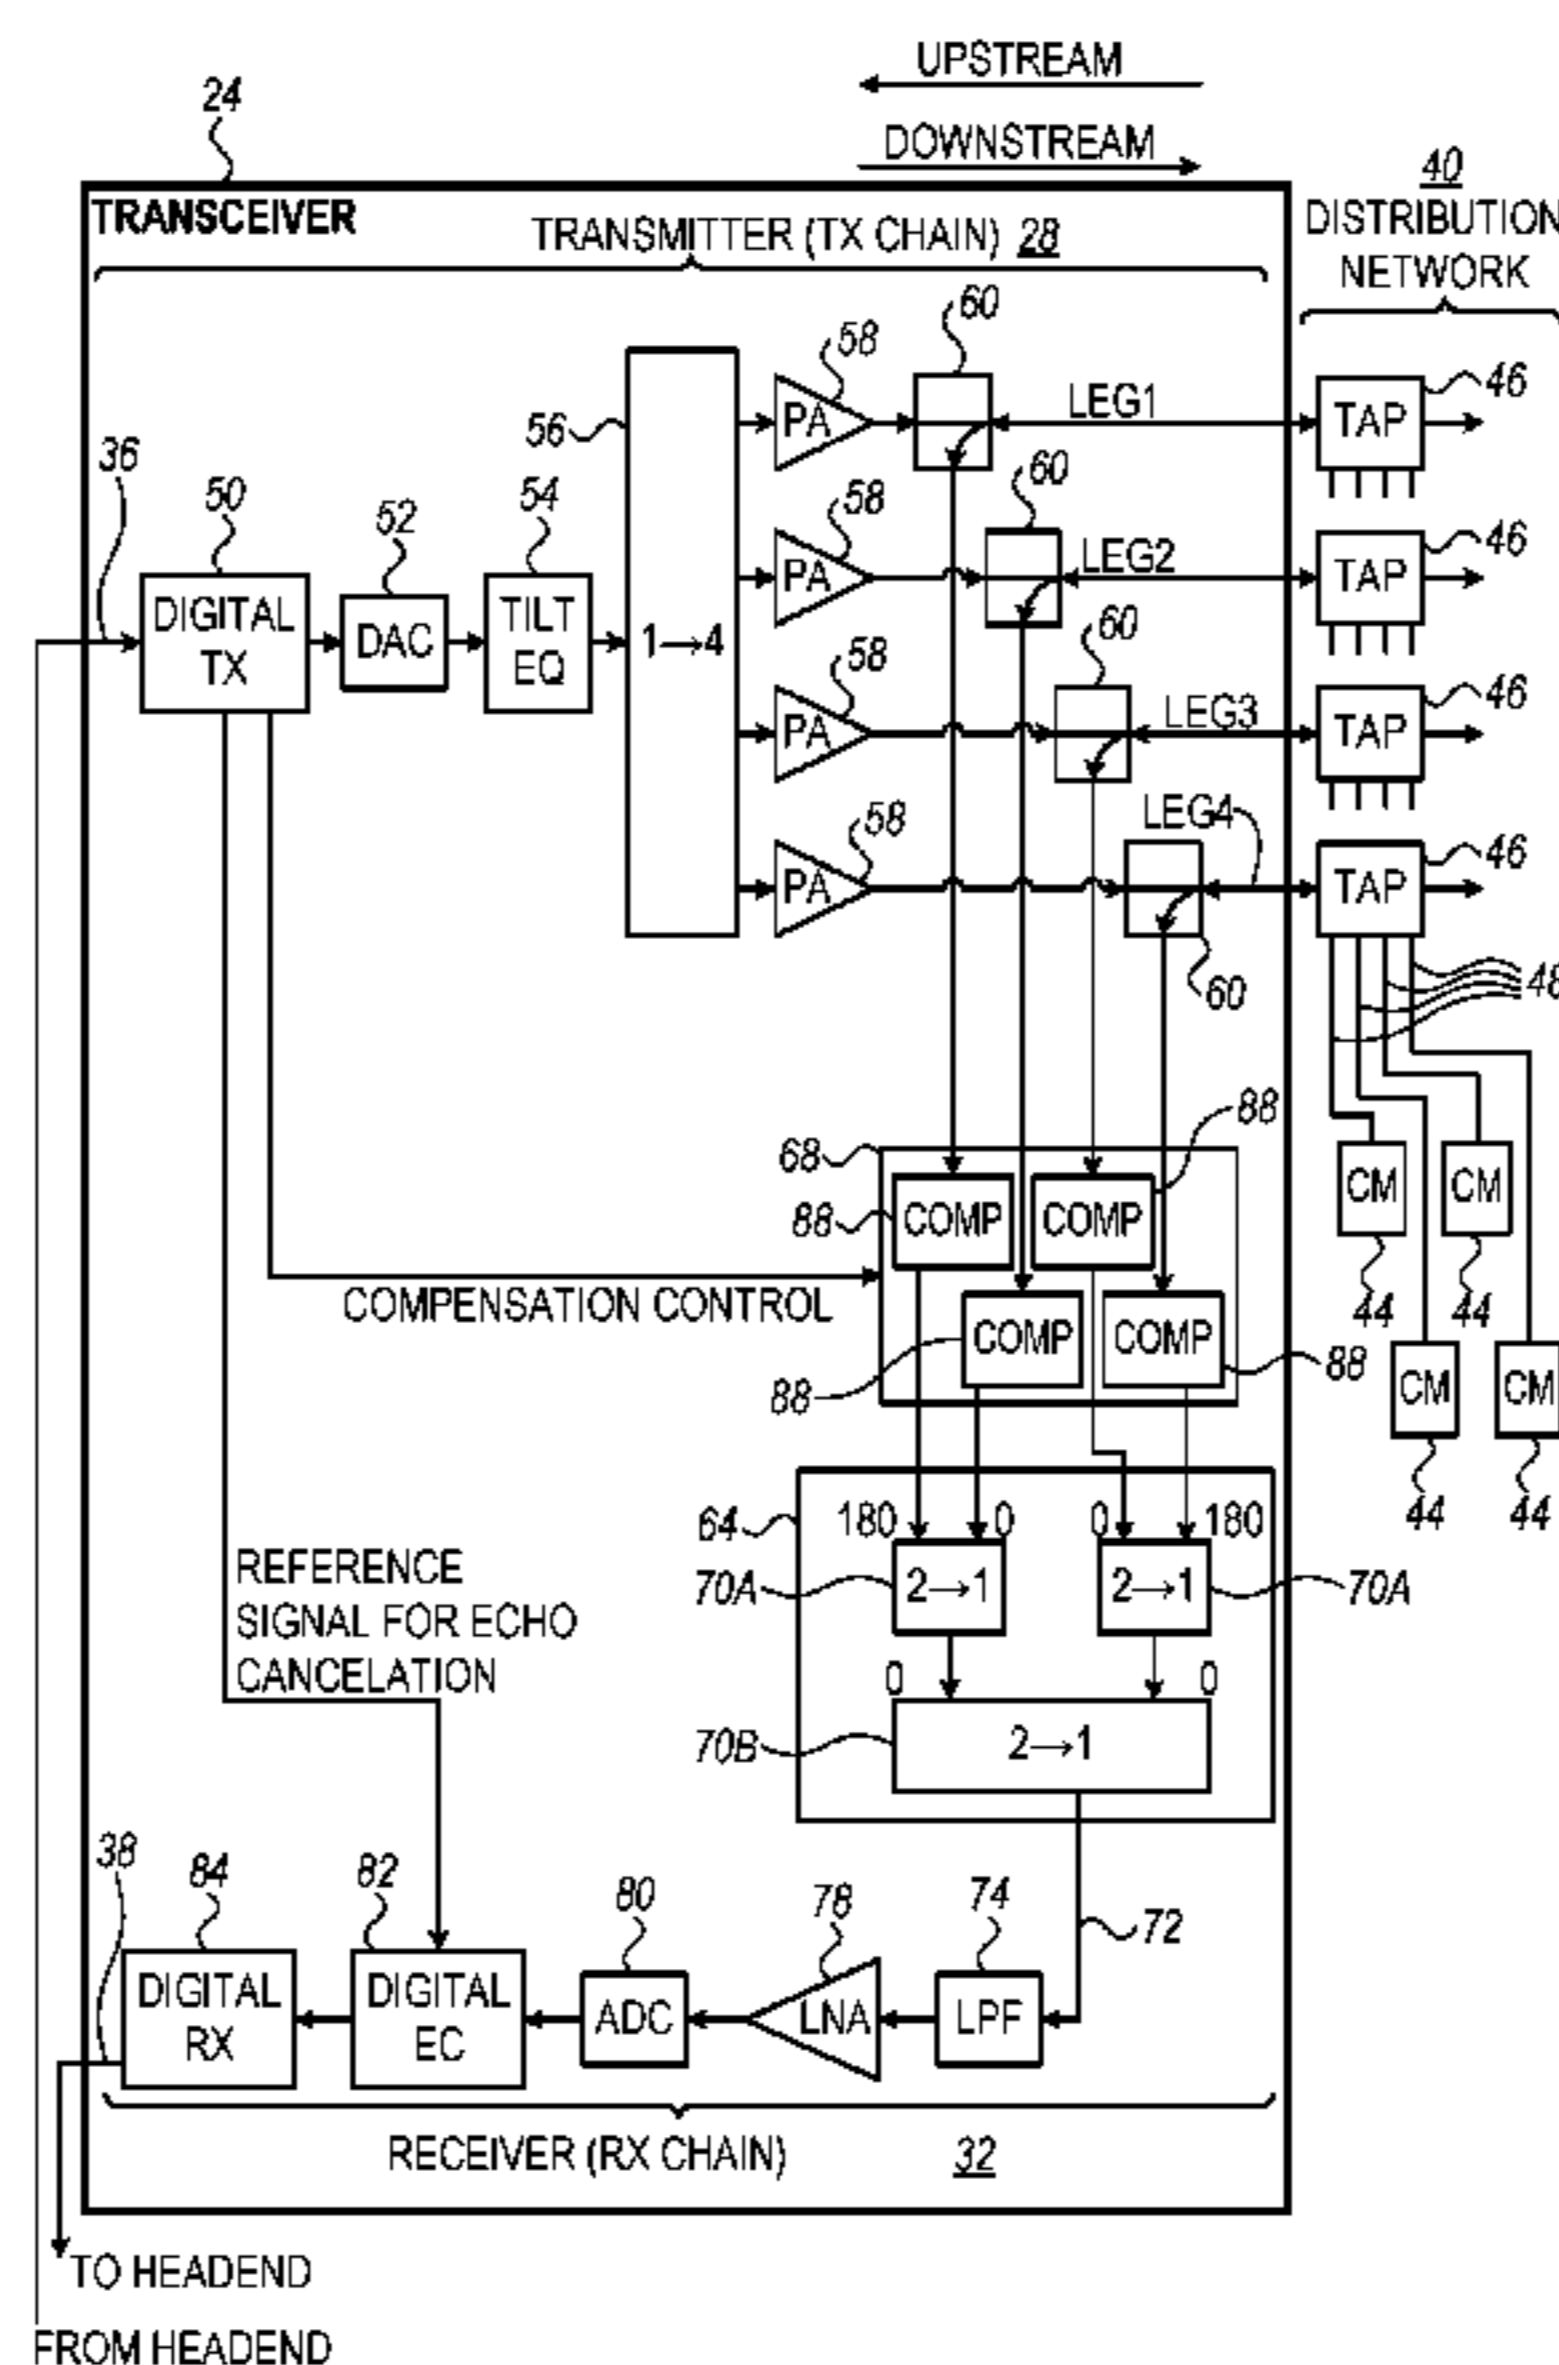 UPSTREAM
DOWNSTREAM
24
40
DISTRIBUTION
NETWORK
TRANSCEIVER
TRANSMITTER (TX CHAIN) 28
60
58
LEG1
TAP
46
PA
56
36
50
52
54
60
58
LEG2
TAP
46
PA
DIGITAL
TX
DAC
TILT
EQ
1→4
60
58
LEG3
TAP
46
PA
58
LEG4
TAP
46
PA
60
48
88
68
88
COMP
COMP
CM
CM
44
44
COMPENSATION CONTROL
COMP
COMP
88
88
CM
CM
44
44
64
180
0
0
180
70A
2→1
2→1
70A
REFERENCE
SIGNAL FOR ECHO
CANCELATION
0
0
70B
2→1
38
84
82
80
78
74
72
DIGITAL
RX
DIGITAL
EC
ADC
LNA
LPF
RECEIVER (RX CHAIN) 32
TO HEADEND
FROM HEADEND